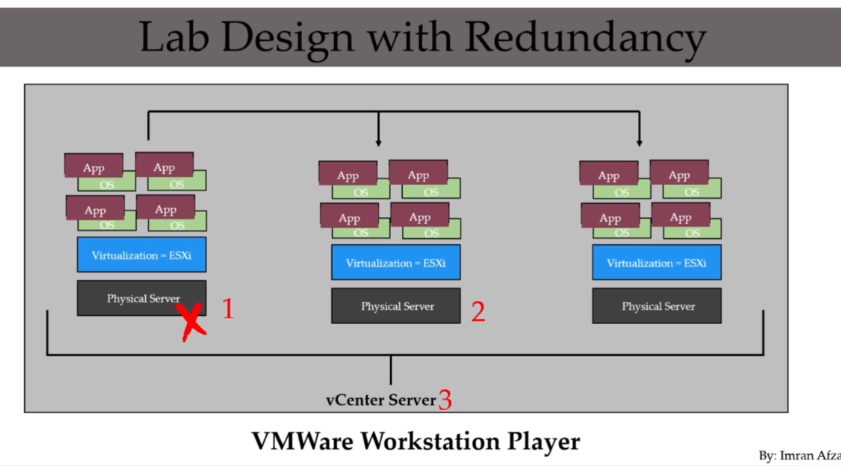 Lab Design with Redundancy
App
App
OS
OS
App
App
OS
OS
Virtualization = ESXi
Physical Server
1
App
App
OS
OS
App
App
OS
OS
Virtualization = ESXi
Physical Server
2
App
App
OS
OS
App
App
OS
OS
Virtualization = ESXi
Physical Server
vCenter Server 3
VMWare Workstation Player
By: Imran Afza